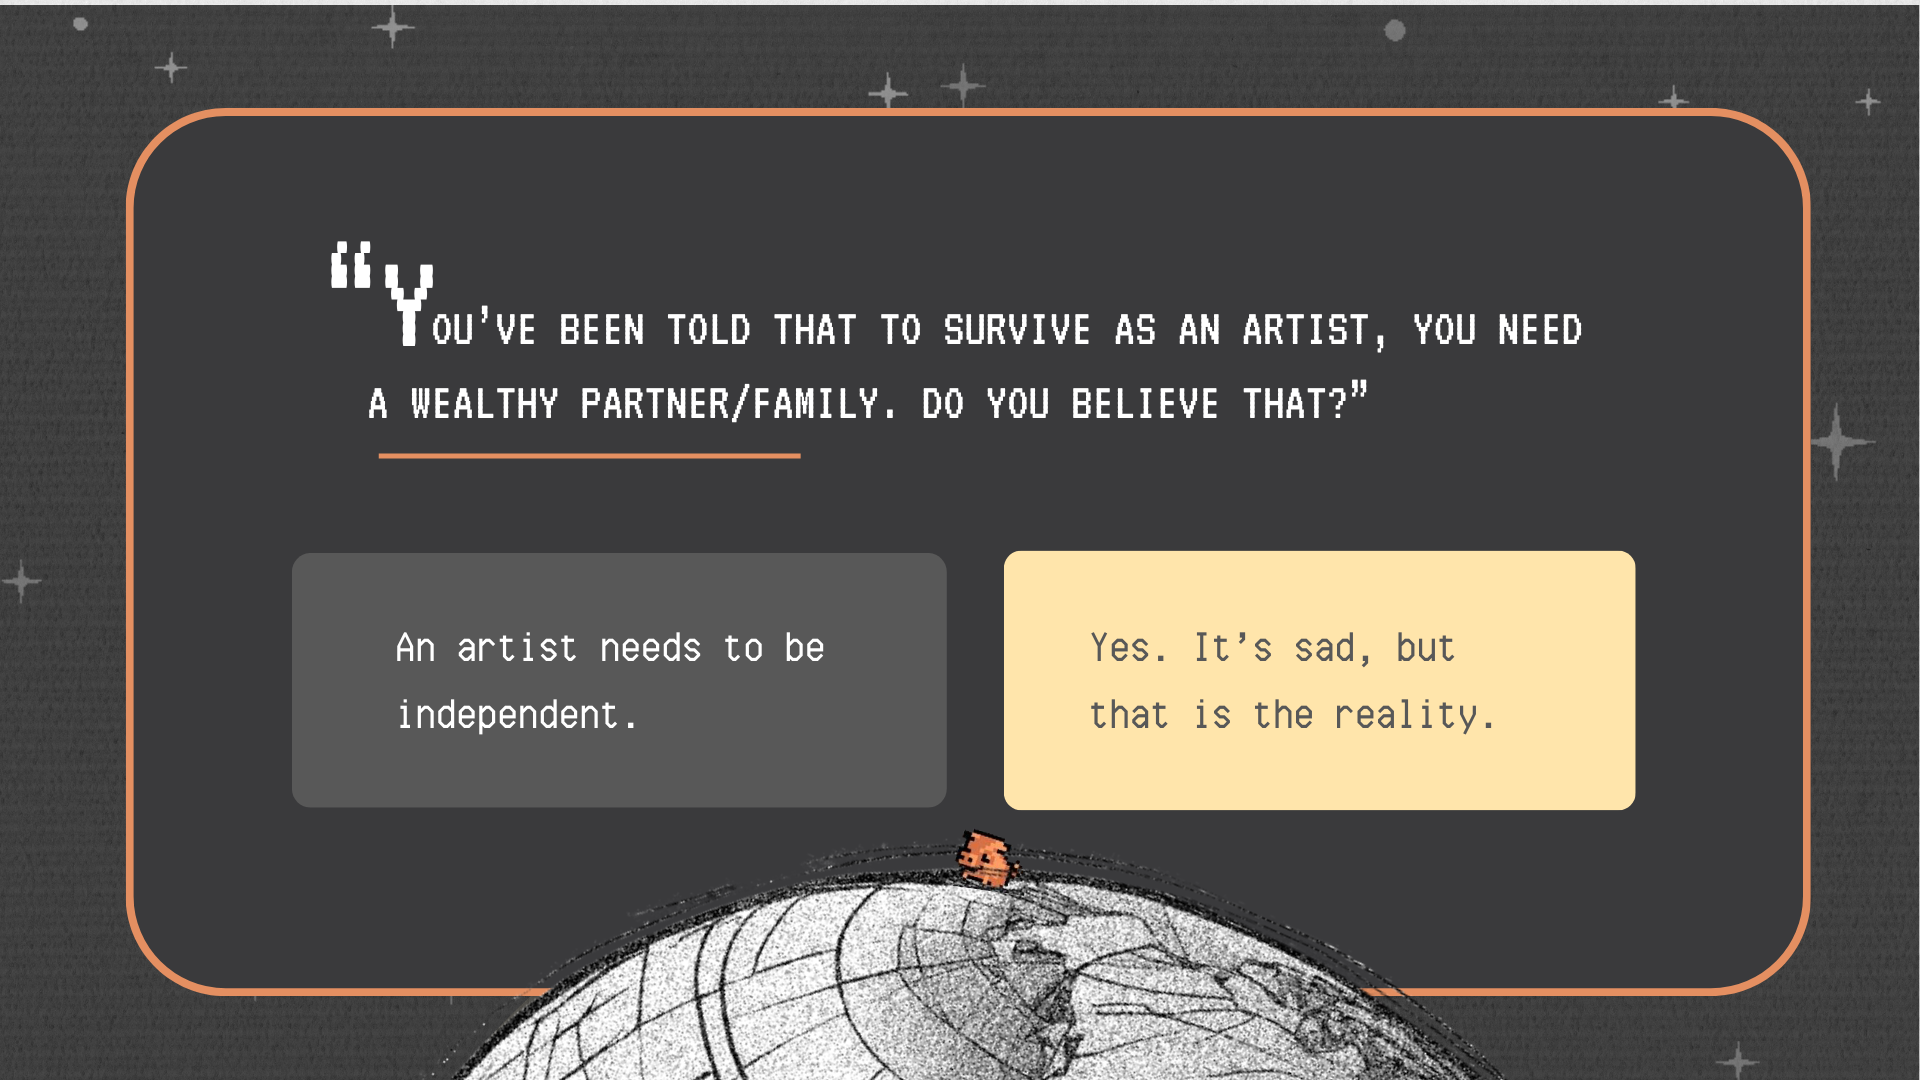 “YOU’VE BEEN TOLD THAT TO SURVIVE AS AN ARTIST, YOU NEED
A WEALTHY PARTNER/FAMILY. DO YOU BELIEVE THAT?”
An artist needs to be
independent.
Yes. It’s sad, but
that is the reality.